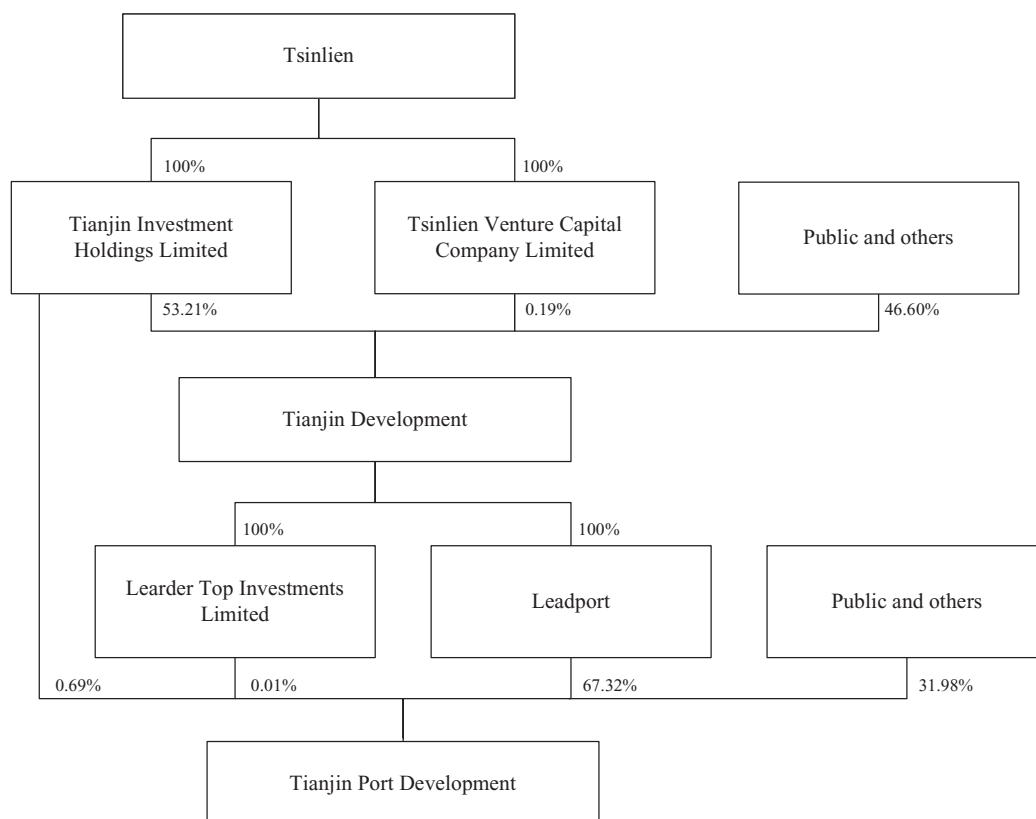 Tsinlien
100%
100%
Tianjin Investment
Holdings Limited
Tsinlien Venture Capital
Company Limited
Public and others
53.21%
0.19%
46.60%
Tianjin Development
100%
100%
Learder Top Investments
Limited
Leadport
Public and others
0.69%
0.01%
67.32%
31.98%
Tianjin Port Development